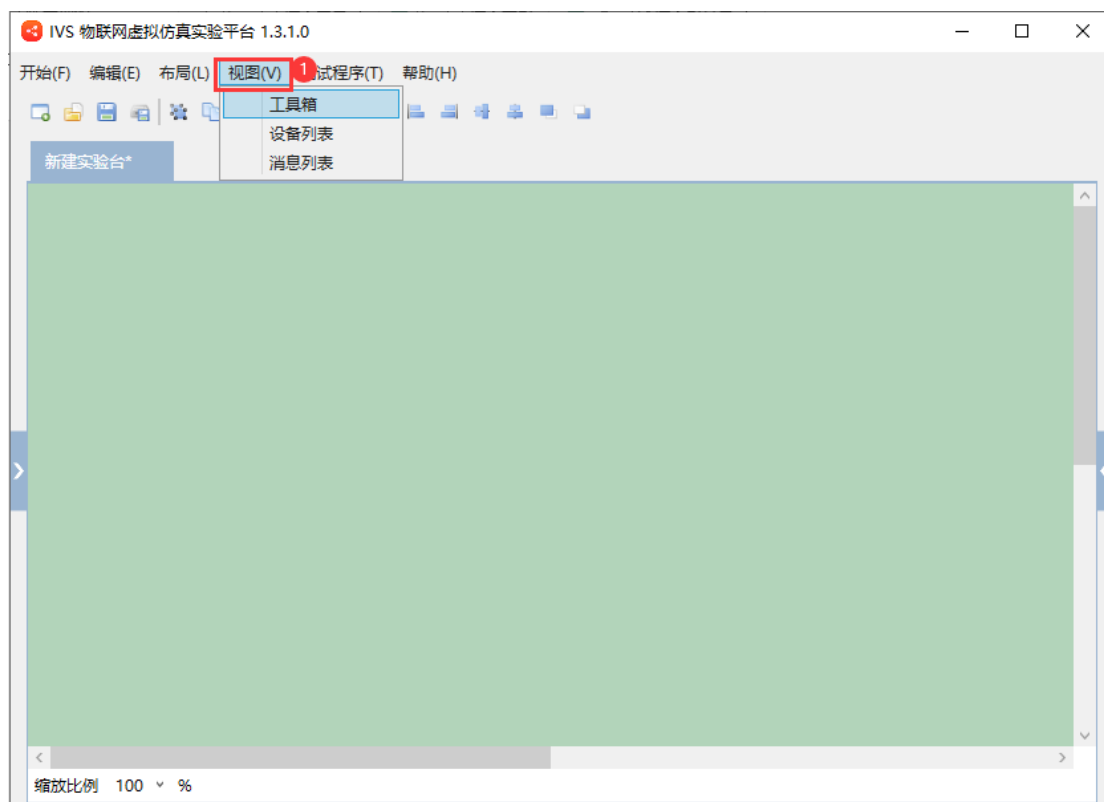 IVS 物联网虚拟仿真实验平台 1.3.1.0
开始(F) 编辑(E) 布局(L) 视图(V) 1 试程序(T) 帮助(H)
工具箱
设备列表
消息列表
新建实验台*
缩放比例 100 %